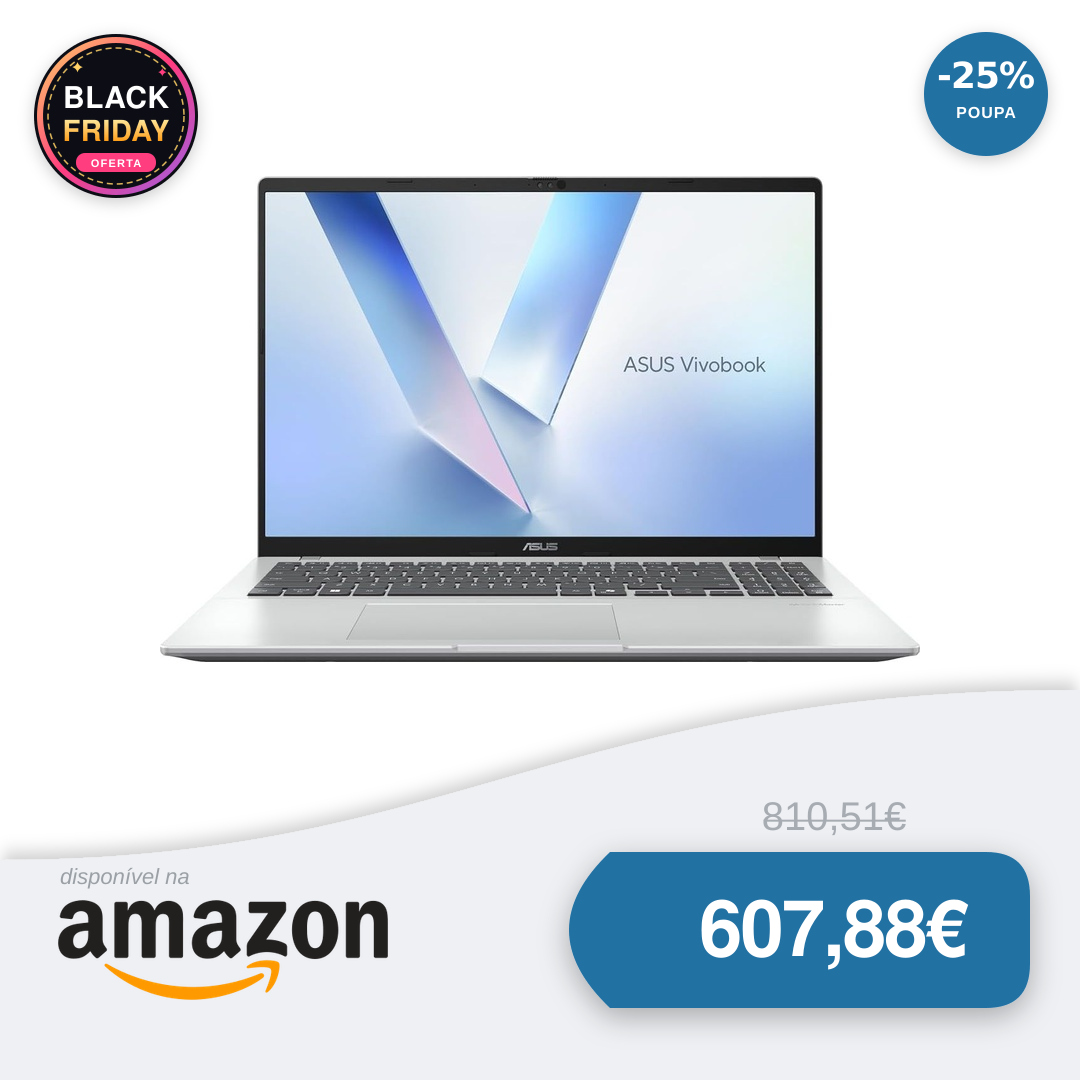 BLACK
FRIDAY
OFERTA
-25%
POUPA
ASUS Vivobook
ASUS
810,51€
disponível na
amazon
607,88€